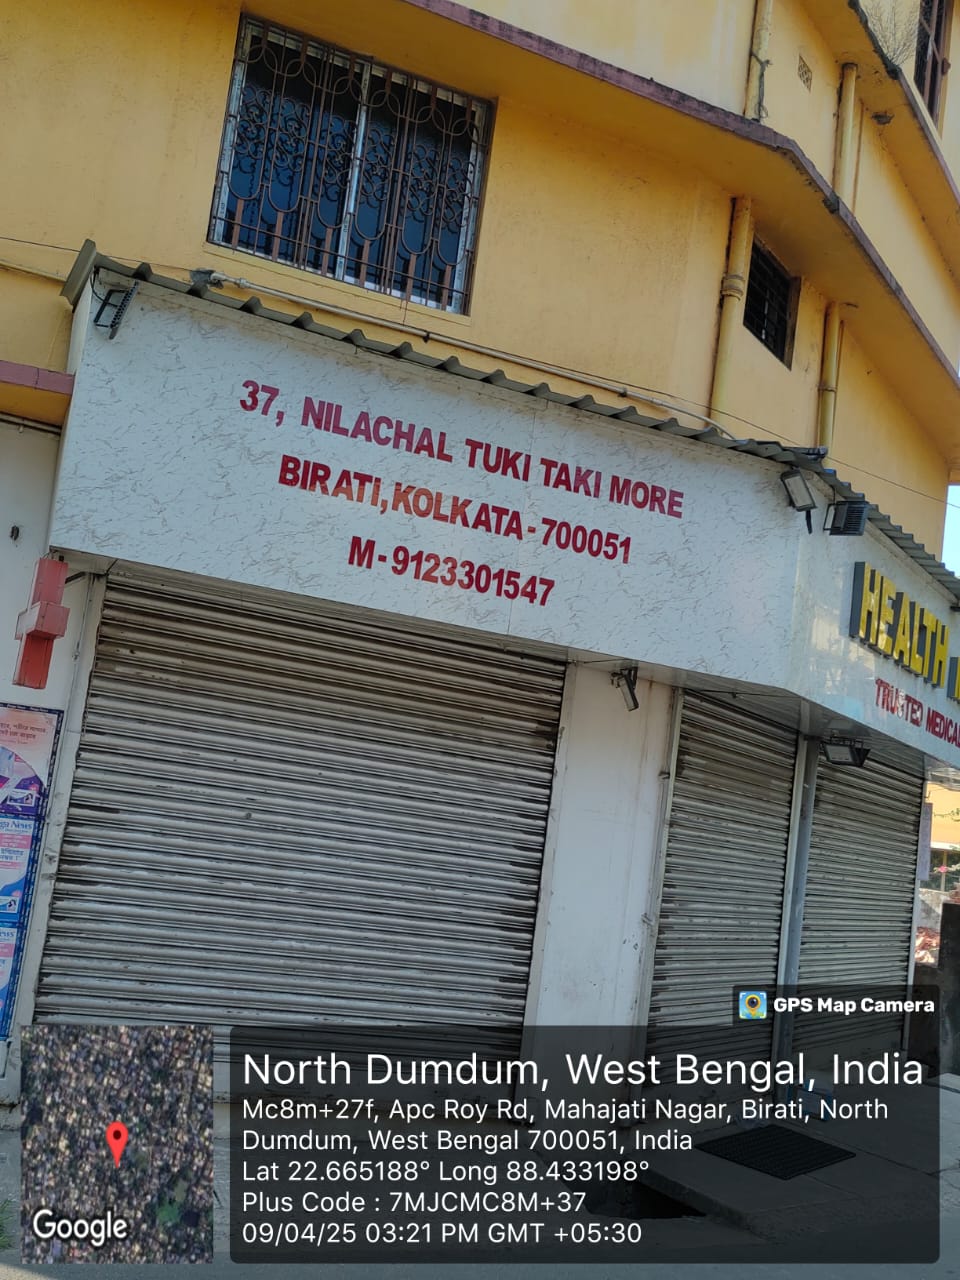 37, NILACHAL TUKI TAKI MORE
BIRATI, KOLKATA - 700051
M - 9123301547
HEALTH
TRUSTED MEDICAL
News
GPS Map Camera
North Dumdum, West Bengal, India
Mc8m+27f, Apc Roy Rd, Mahajati Nagar, Birati, North
Dumdum, West Bengal 700051, India
Lat 22.665188° Long 88.433198°
Plus Code : 7MJCMC8M+37
09/04/25 03:21 PM GMT +05:30
Google